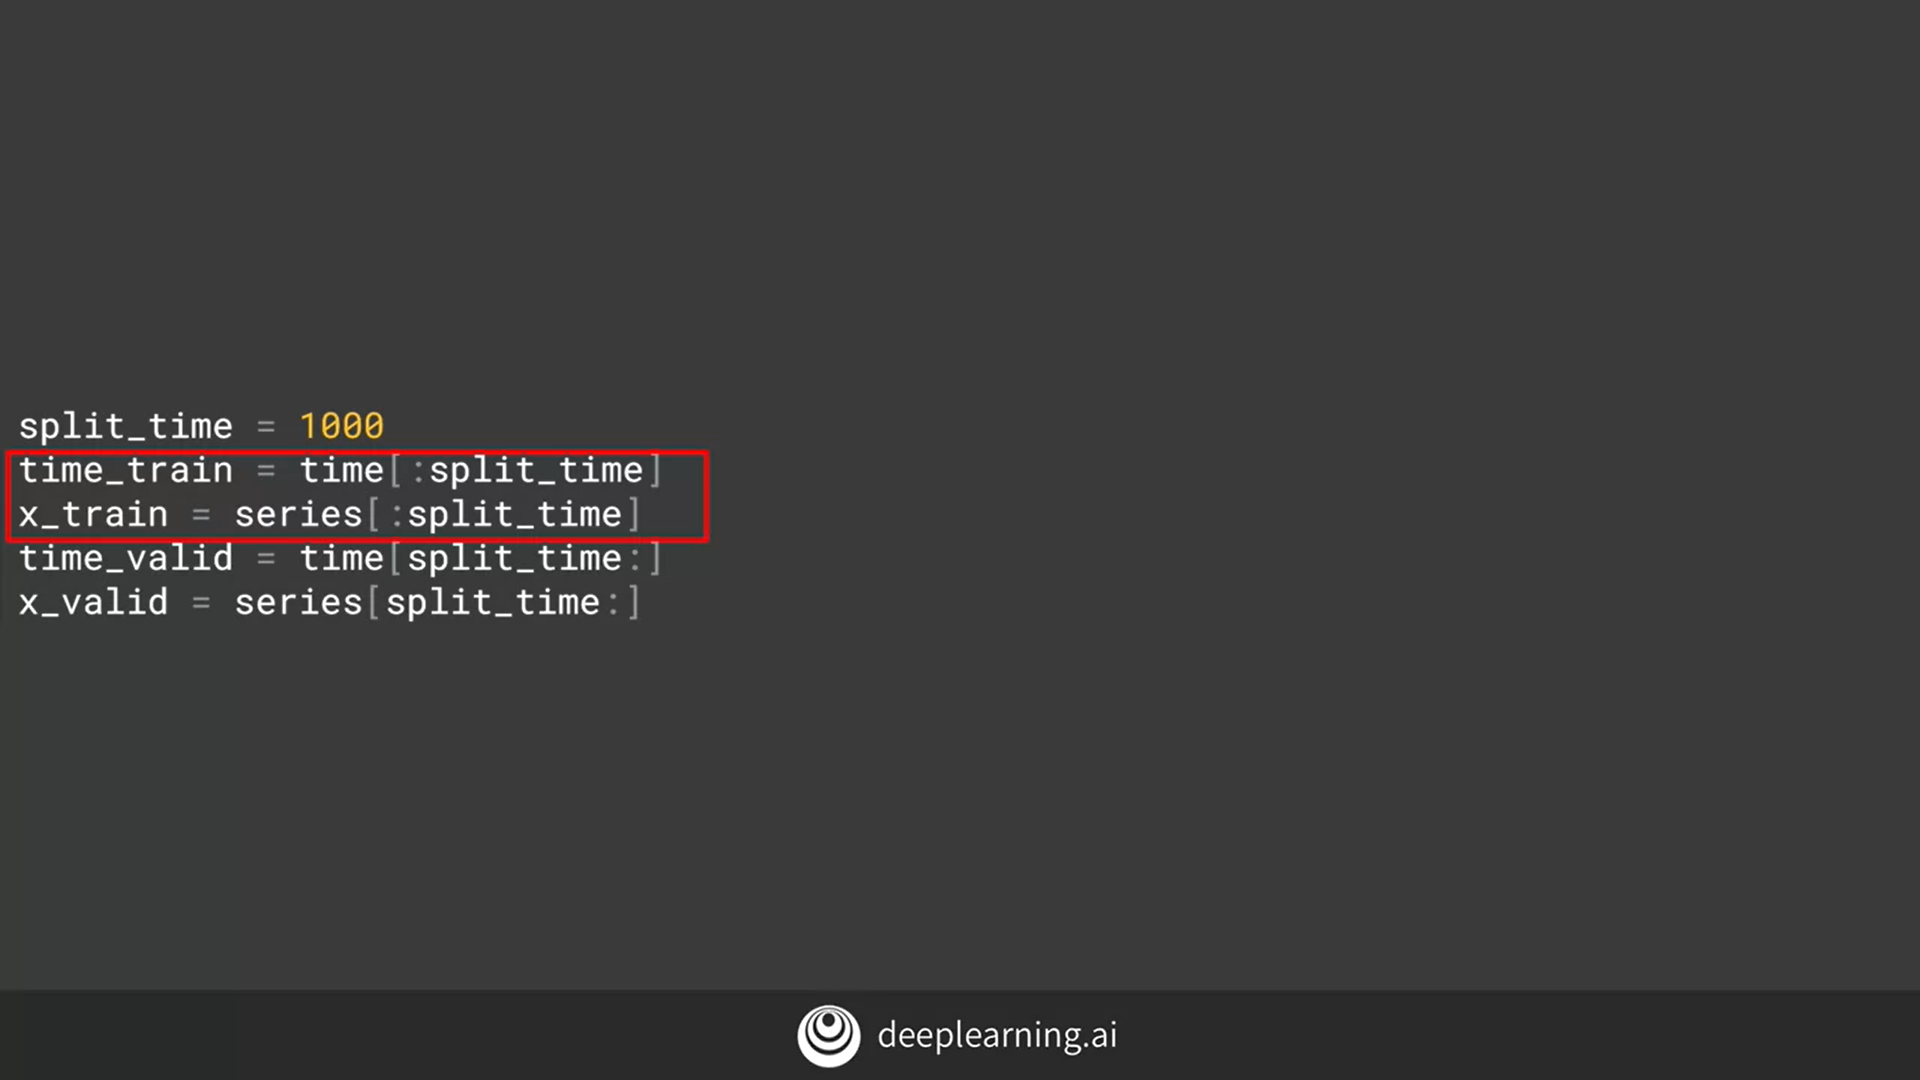 split_time = 1000
time_train = time[:split_time]
x_train = series[:split_time]
time_valid = time[split_time:]
x_valid = series[split_time:]
deeplearning.ai